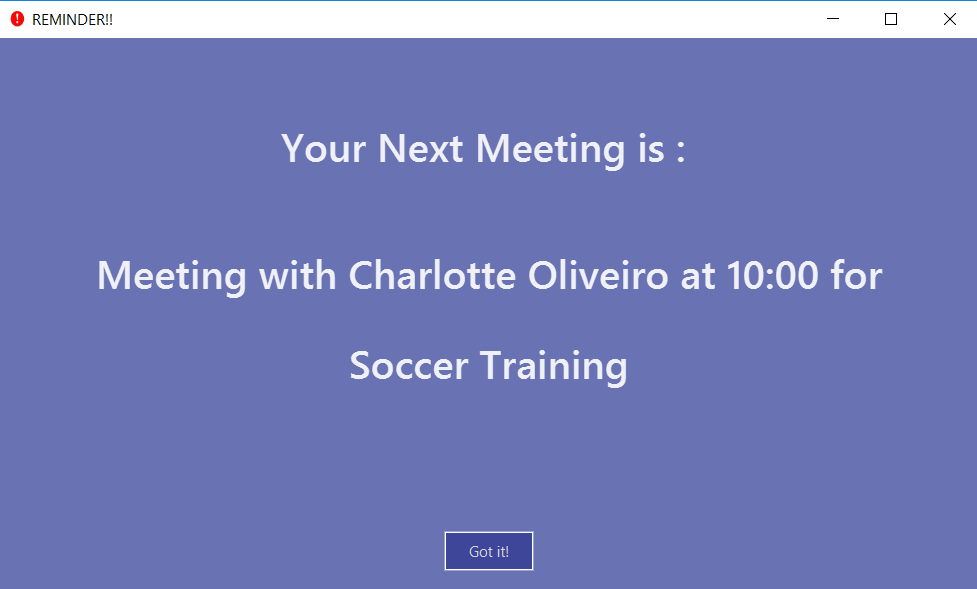 REMINDER!!
Your Next Meeting is :
Meeting with Charlotte Oliveiro at 10:00 for
Soccer Training
Got it!